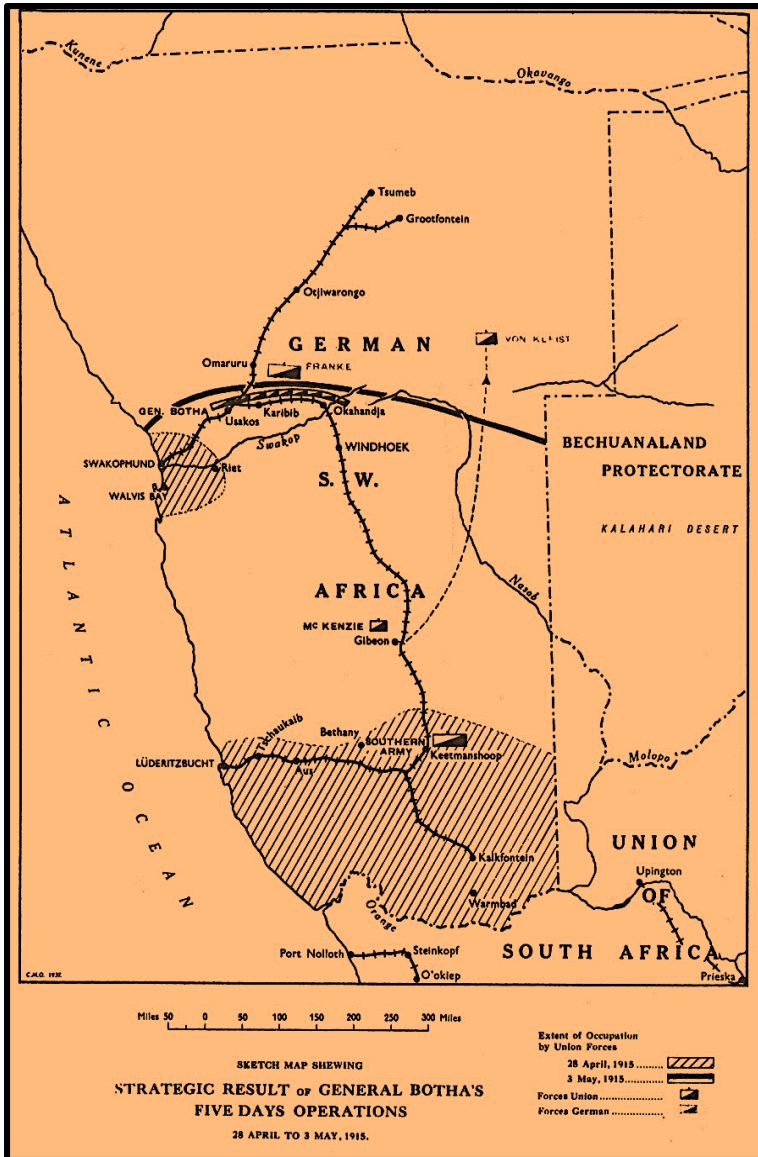 Kunene
Okavango
Tsumeb
Grootfontein
Otjiwarongo
GERMAN
VON KLEIST
Omaruru
FRANKE
GEN. BOTHA
Karibib
Okahandja
Usakos
Swakop
BECHUANALAND
PROTECTORATE
WINDHOEK
SWAKOPMUND
Riet
S. W.
WALVIS BAY
KALAHARI DESERT
ATLANTIC OCEAN
AFRICA
Nasob
Mc KENZIE
Gibeon
Bethany
Tschaukaib
SOUTHERN
ARMY
Keetmanshoop
LÜDERITZBUCHT
Aus
Molopo
UNION
Kalkfontein
Upington
Warmbad
OF
Orange
SOUTH AFRICA
Port Nolloth
Steinkopf
O'okiep
Prieska
Miles 50 0 50 100 150 200 250 300 Miles
SKETCH MAP SHEWING
STRATEGIC RESULT OF GENERAL BOTHA'S
FIVE DAYS OPERATIONS
28 APRIL TO 3 MAY, 1915.
Extent of Occupation
by Union Forces
28 April, 1915 ........
3 May, 1915 ........
Forces Union ................
Forces German .............